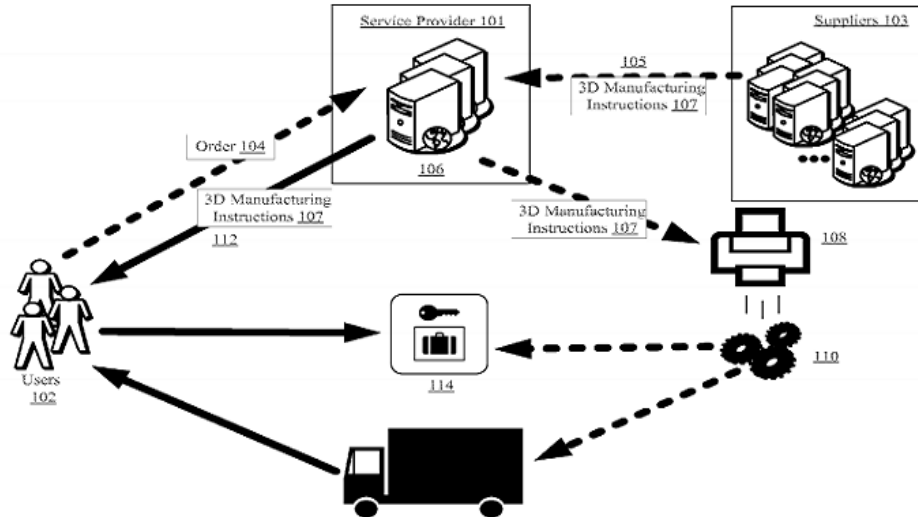 Service Provider 101
Suppliers 103
105
3D Manufacturing
Instructions 107
Order 104
106
3D Manufacturing
Instructions 107
112
3D Manufacturing
Instructions 107
108
Users
102
114
110